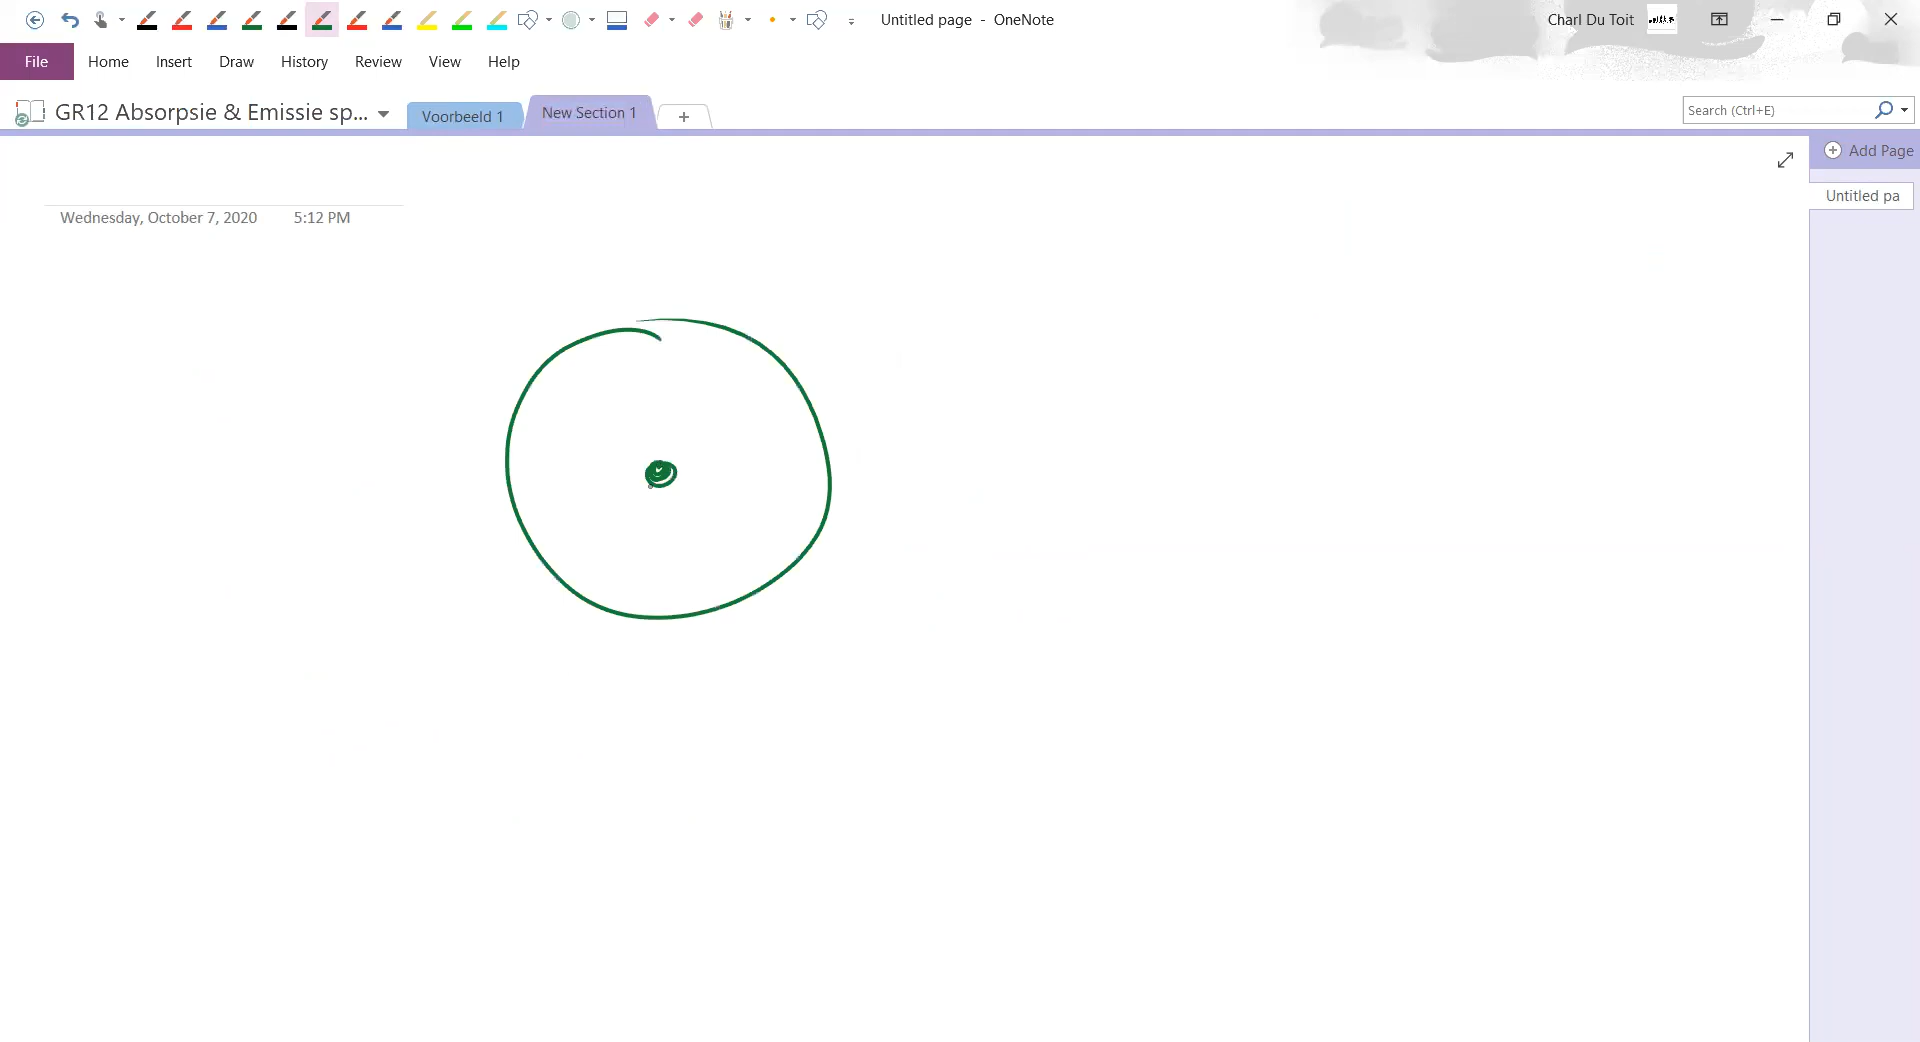 Untitled page - OneNote
Charl Du Toit
File Home Insert Draw History Review View Help
GR12 Absorpsie & Emissie sp...
Voorbeeld 1
New Section 1
Search (Ctrl+E)
Add Page
Untitled pa
Wednesday, October 7, 2020 5:12 PM